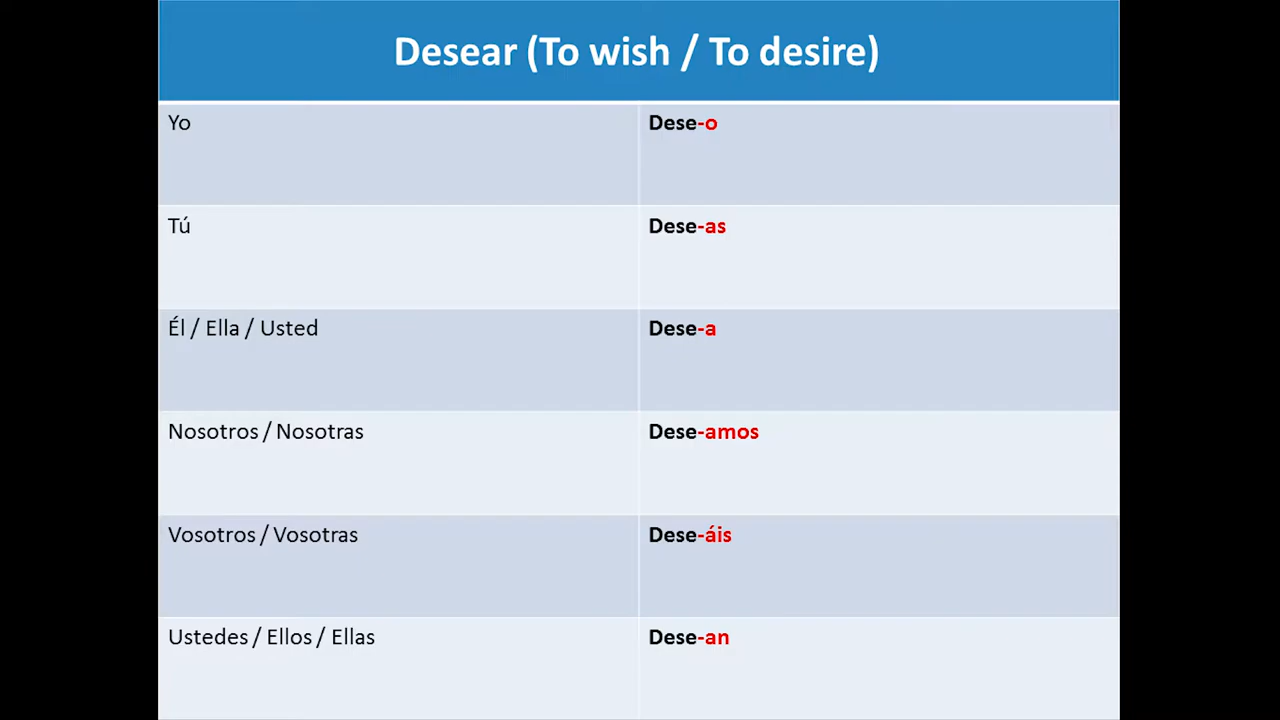 Desear (To wish / To desire)
Yo Dese-o
Tú Dese-as
Él / Ella / Usted Dese-a
Nosotros / Nosotras Dese-amos
Vosotros / Vosotras Dese-áis
Ustedes / Ellos / Ellas Dese-an